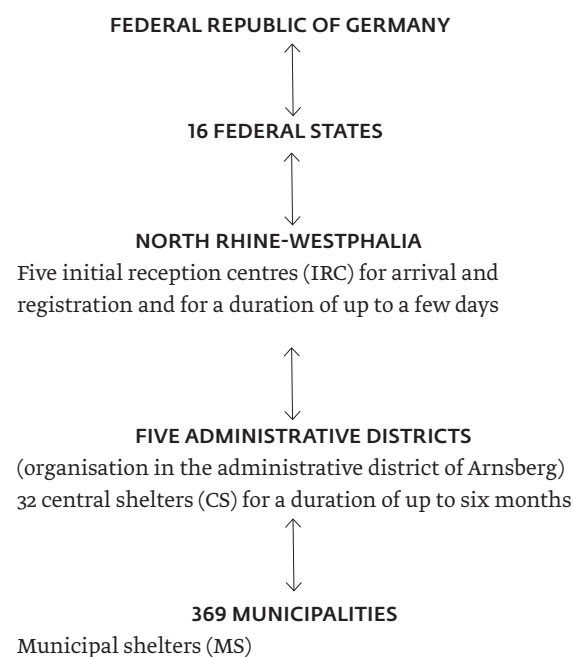 FEDERAL REPUBLIC OF GERMANY
16 FEDERAL STATES
NORTH RHINE-WESTPHALIA
Five initial reception centres (IRC) for arrival and
registration and for a duration of up to a few days
FIVE ADMINISTRATIVE DISTRICTS
(organisation in the administrative district of Arnsberg)
32 central shelters (CS) for a duration of up to six months
369 MUNICIPALITIES
Municipal shelters (MS)